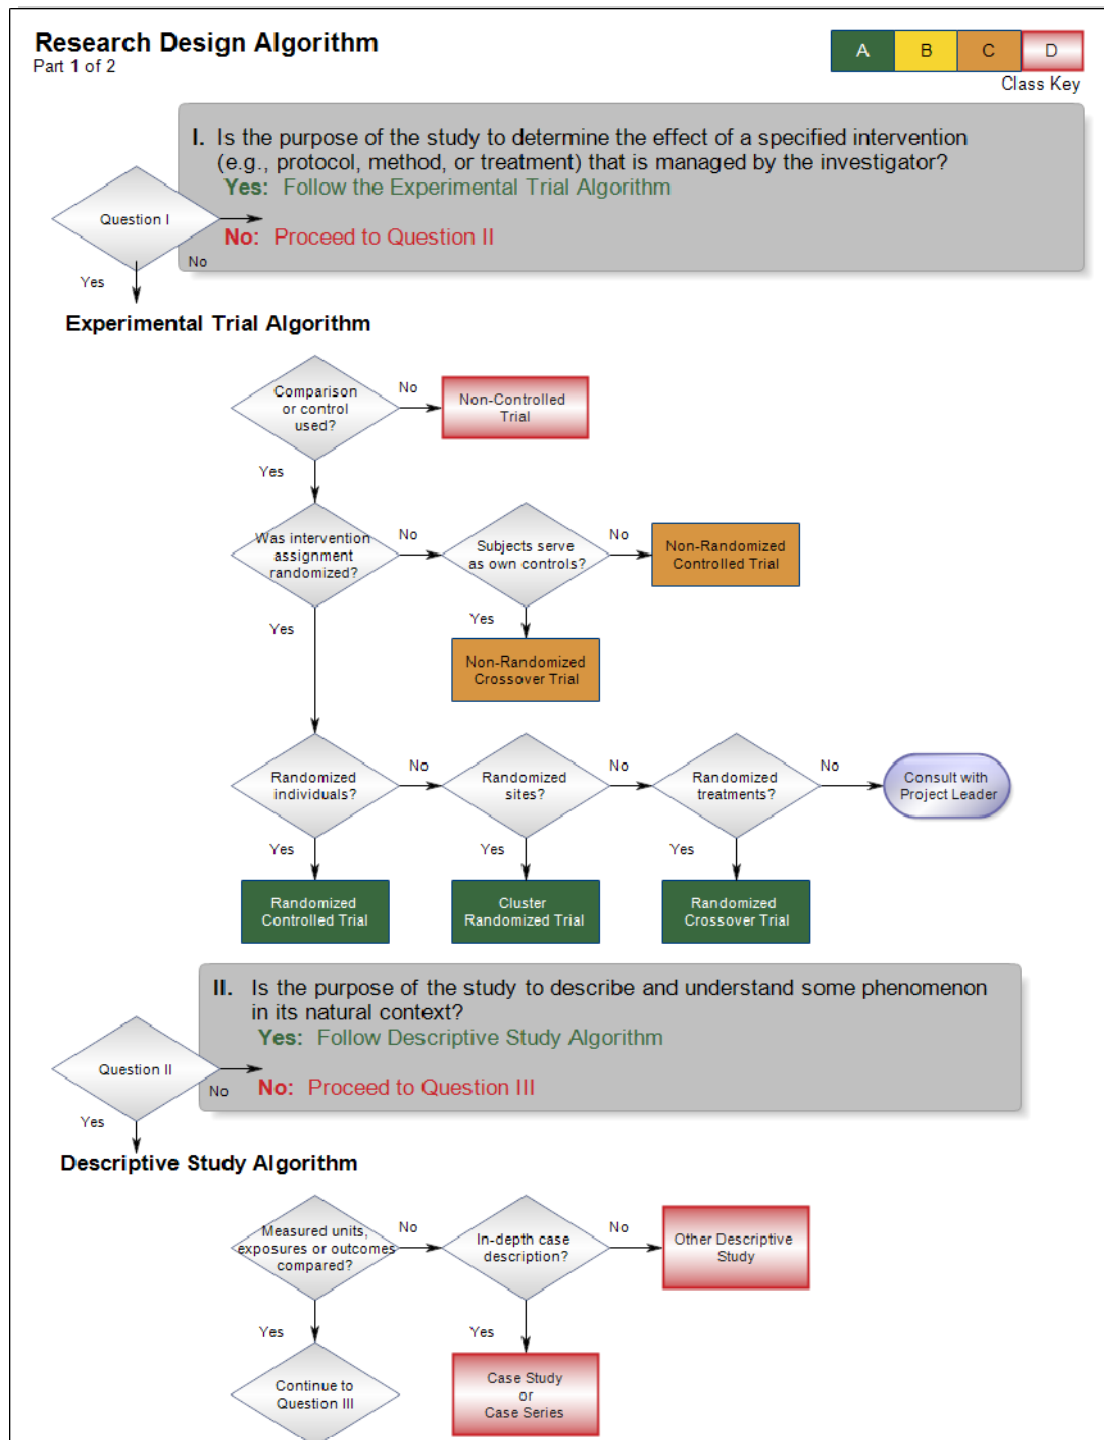 Research Design Algorithm
Part 1 of 2
A B C D
Class Key
I. Is the purpose of the study to determine the effect of a specified intervention
(e.g., protocol, method, or treatment) that is managed by the investigator?
Yes: Follow the Experimental Trial Algorithm
No: Proceed to Question II
Question I
No
Yes
Experimental Trial Algorithm
Comparison
or control
used?
No
Non-Controlled
Trial
Yes
Was intervention
assignment
randomized?
No
Subjects serve
as own controls?
No
Non-Randomized
Controlled Trial
Yes
Yes
Non-Randomized
Crossover Trial
Randomized
individuals?
No
Randomized
sites?
No
Randomized
treatments?
No
Consult with
Project Leader
Yes
Yes
Yes
Randomized
Controlled Trial
Cluster
Randomized Trial
Randomized
Crossover Trial
II. Is the purpose of the study to describe and understand some phenomenon
in its natural context?
Yes: Follow Descriptive Study Algorithm
No: Proceed to Question III
Question II
No
Yes
Descriptive Study Algorithm
Measured units,
exposures or outcomes
compared?
No
In-depth case
description?
No
Other Descriptive
Study
Yes
Yes
Continue to
Question III
Case Study
or
Case Series